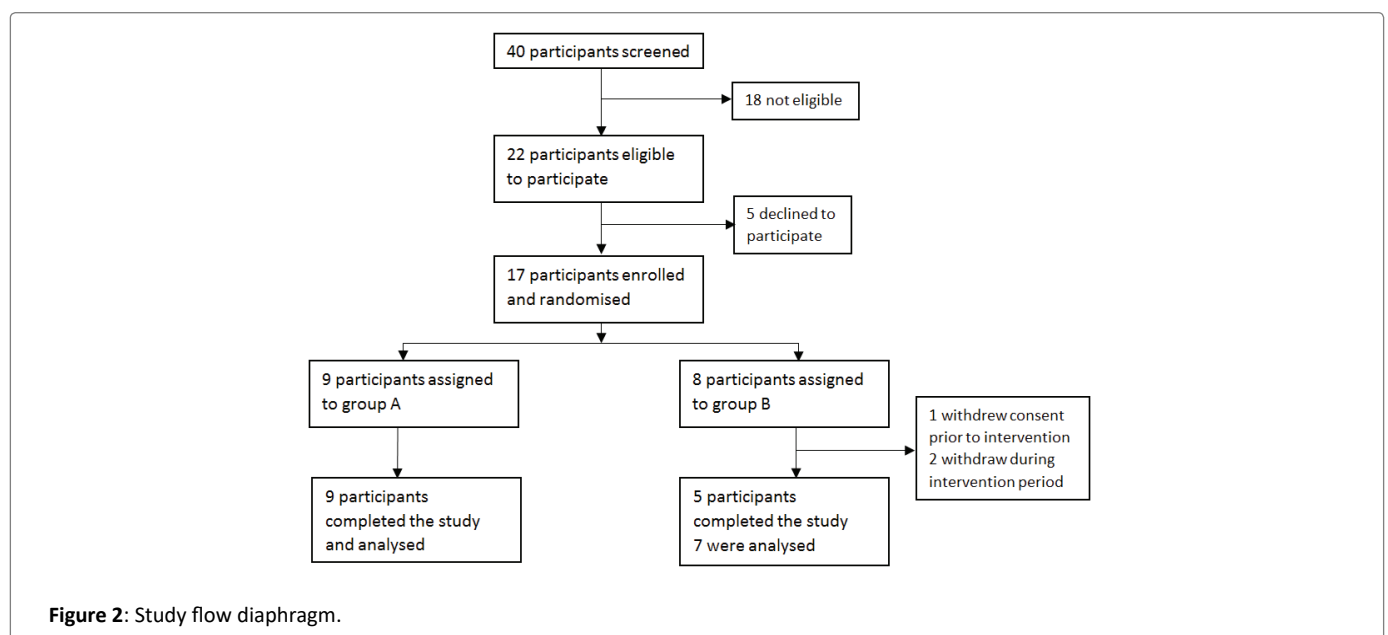 40 participants screened
18 not eligible
22 participants eligible
to participate
5 declined to
participate
17 participants enrolled
and randomised
9 participants assigned
to group A
8 participants assigned
to group B
1 withdrew consent
prior to intervention
2 withdraw during
intervention period
9 participants
completed the study
and analysed
5 participants
completed the study
7 were analysed
Figure 2: Study flow diaphragm.